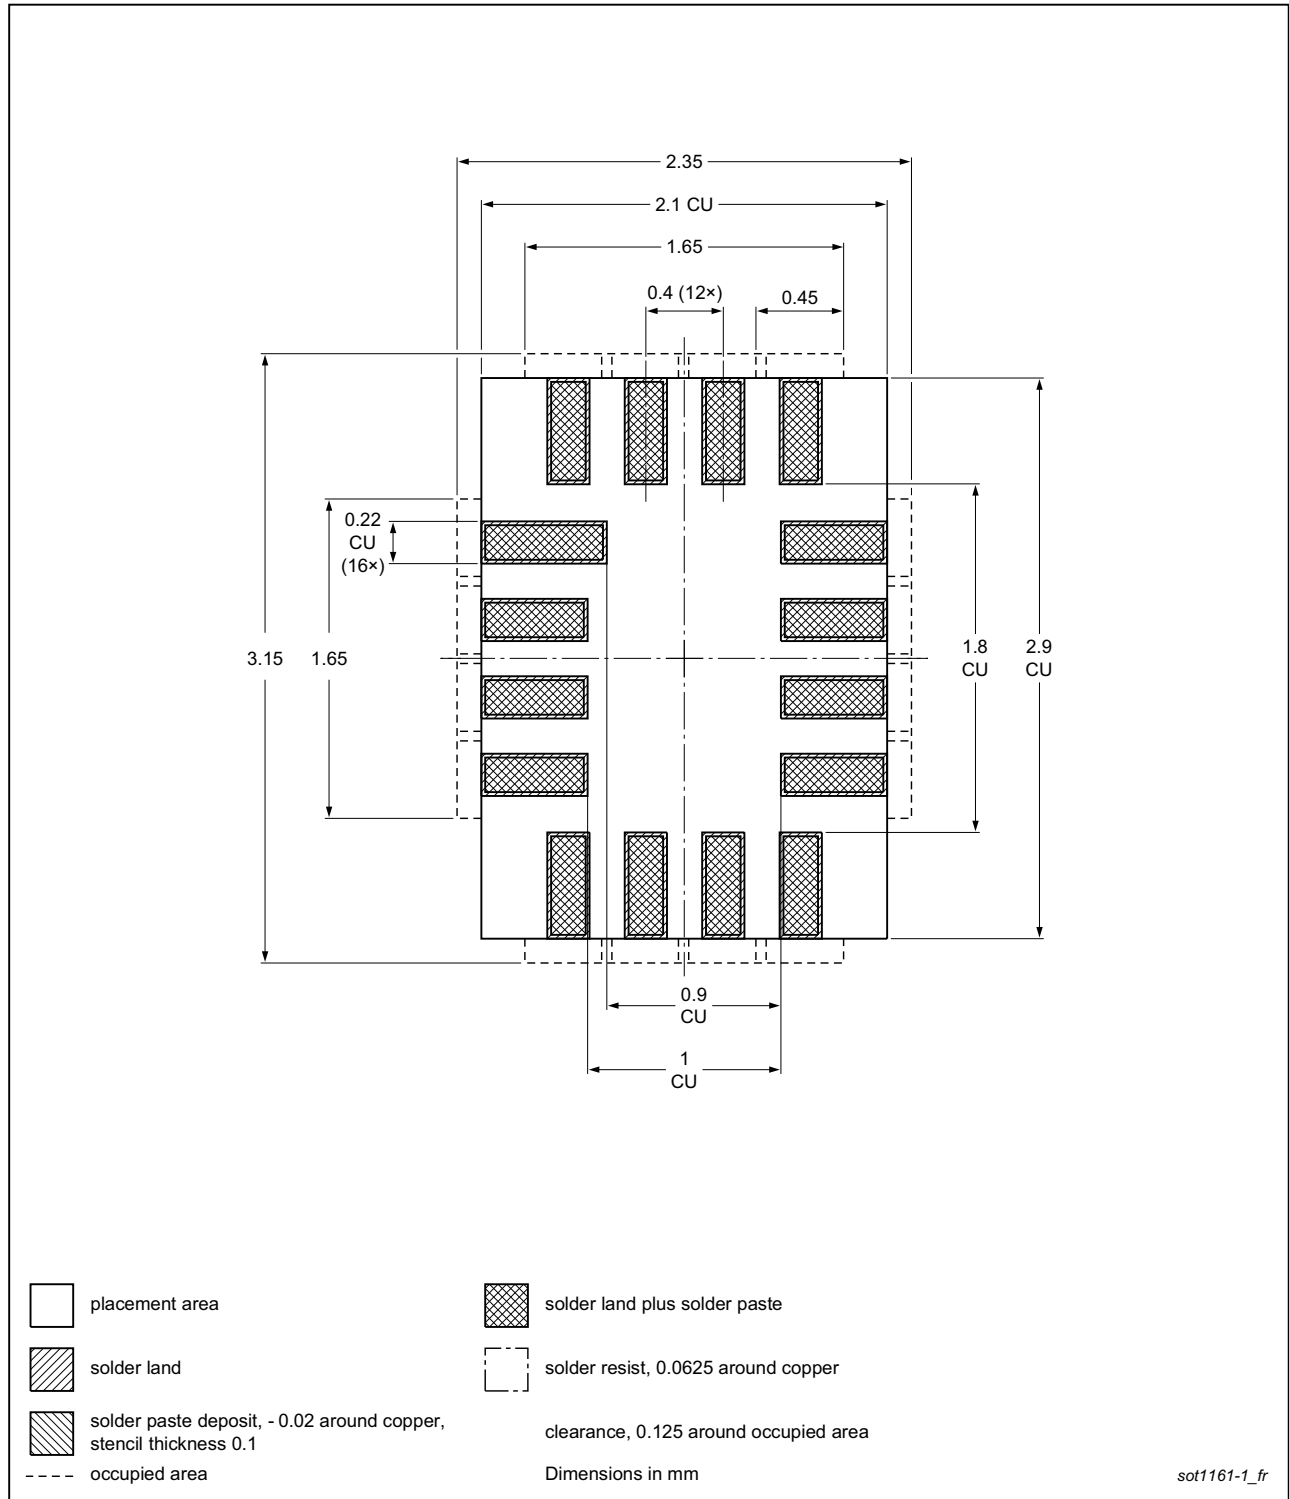 2.35
2.1 CU
1.65
0.4 (12×)
0.45
0.22
CU
(16×)
3.15
1.65
1.8
CU
2.9
CU
0.9
CU
1
CU
placement area
solder land plus solder paste
solder land
solder resist, 0.0625 around copper
solder paste deposit, - 0.02 around copper,
stencil thickness 0.1
clearance, 0.125 around occupied area
occupied area
Dimensions in mm
sot1161-1_fr